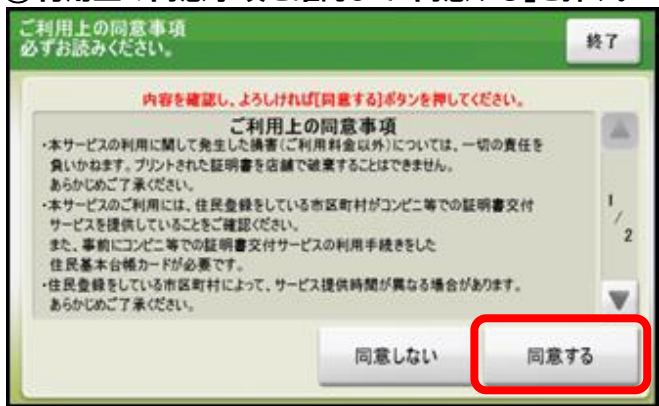 ご利用上の同意事項
必ずお読みください。
終了
内容を確認し、よろしければ[同意する]ボタンを押してください。
ご利用上の同意事項
・本サービスの利用に関して発生した損害(ご利用料金以外)については、一切の責任を
負いかねます。プリントされた証明書を店舗で破棄することはできません。
あらかじめご了承ください。
・本サービスのご利用には、住民登録をしている市区町村がコンビニ等での証明書交付
サービスを提供していることをご確認ください。
また、事前にコンビニ等での証明書交付サービスの利用手続きをした
住民基本台帳カードが必要です。
・住民登録をしている市区町村によって、サービス提供時間が異なる場合があります。
あらかじめご了承ください。
1
/
2
同意しない
同意する